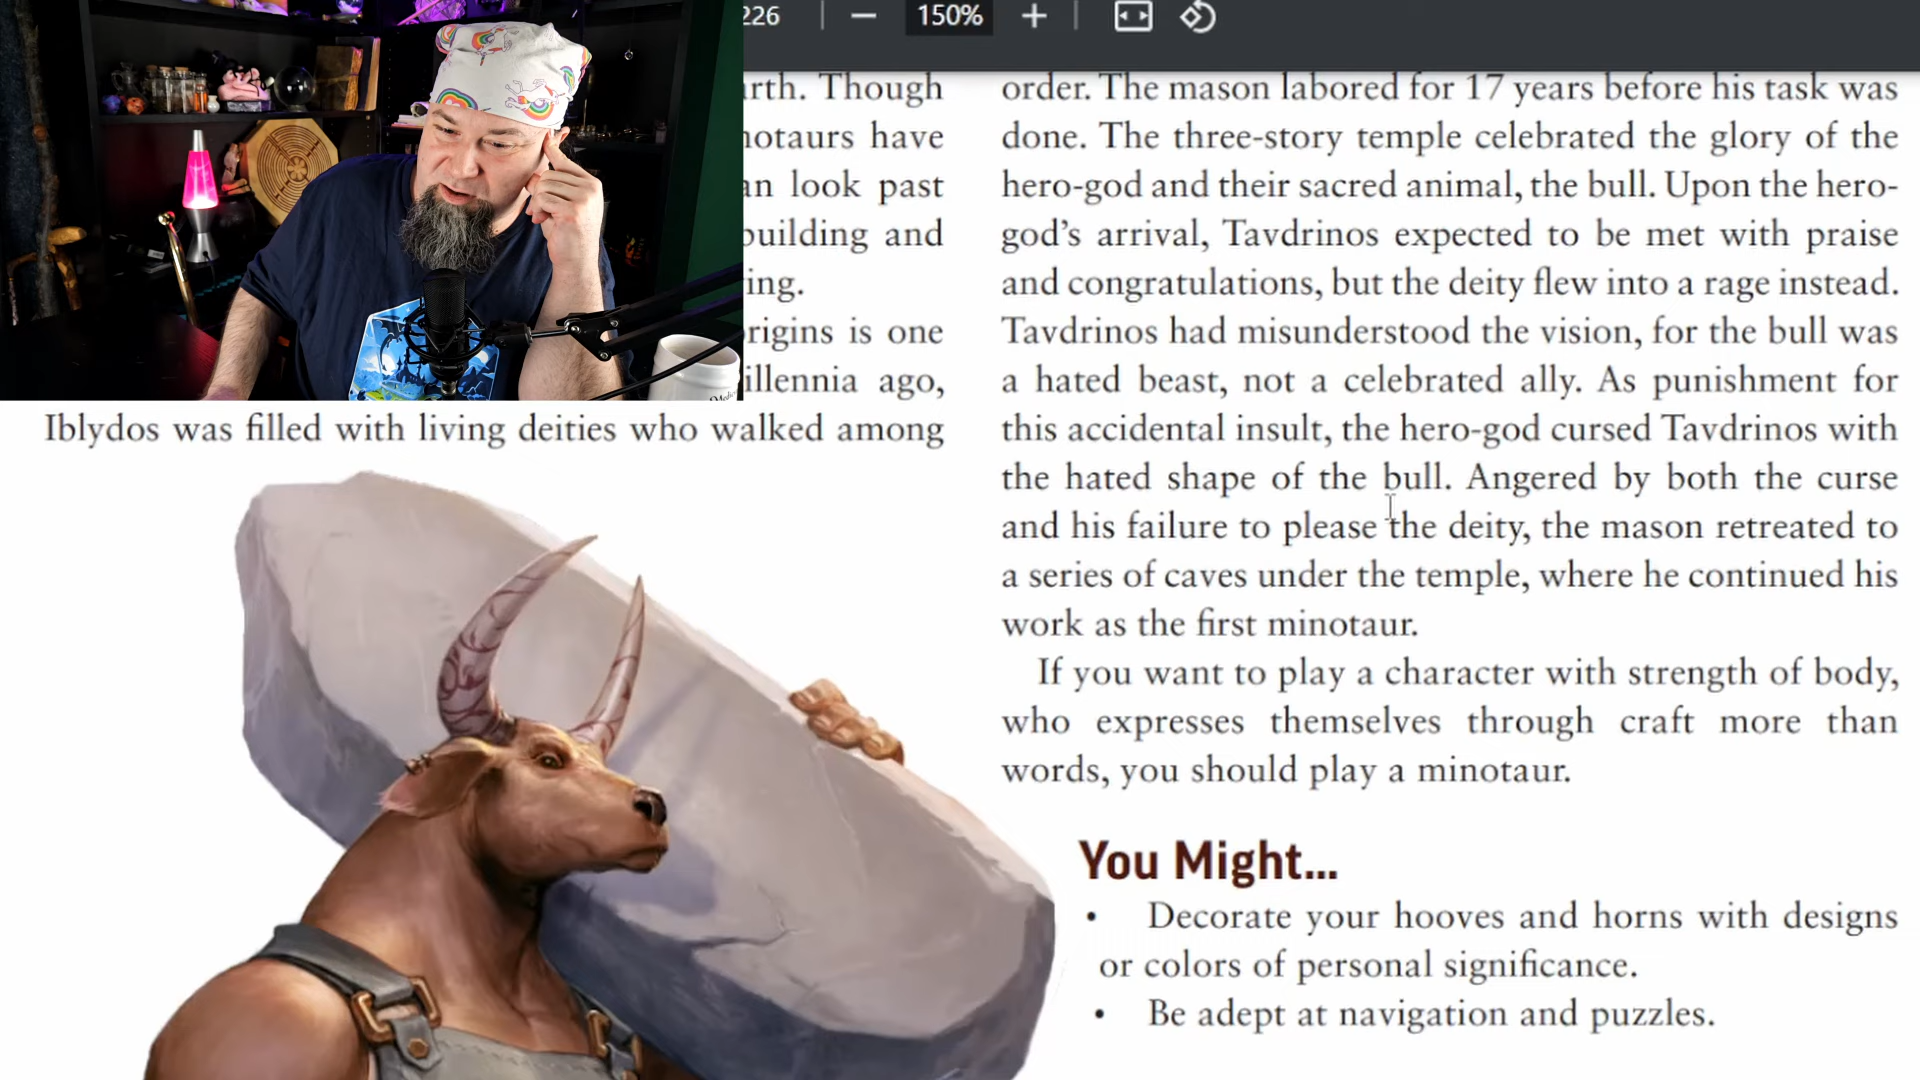 226
150%
rth. Though
notaurs have
an look past
building and
ing.
origins is one
illennia ago,
Iblydos was filled with living deities who walked among
order. The mason labored for 17 years before his task was
done. The three-story temple celebrated the glory of the
hero-god and their sacred animal, the bull. Upon the hero-
god’s arrival, Tavdrinos expected to be met with praise
and congratulations, but the deity flew into a rage instead.
Tavdrinos had misunderstood the vision, for the bull was
a hated beast, not a celebrated ally. As punishment for
this accidental insult, the hero-god cursed Tavdrinos with
the hated shape of the bull. Angered by both the curse
and his failure to please the deity, the mason retreated to
a series of caves under the temple, where he continued his
work as the first minotaur.
If you want to play a character with strength of body,
who expresses themselves through craft more than
words, you should play a minotaur.
You Might...
• Decorate your hooves and horns with designs
or colors of personal significance.
• Be adept at navigation and puzzles.